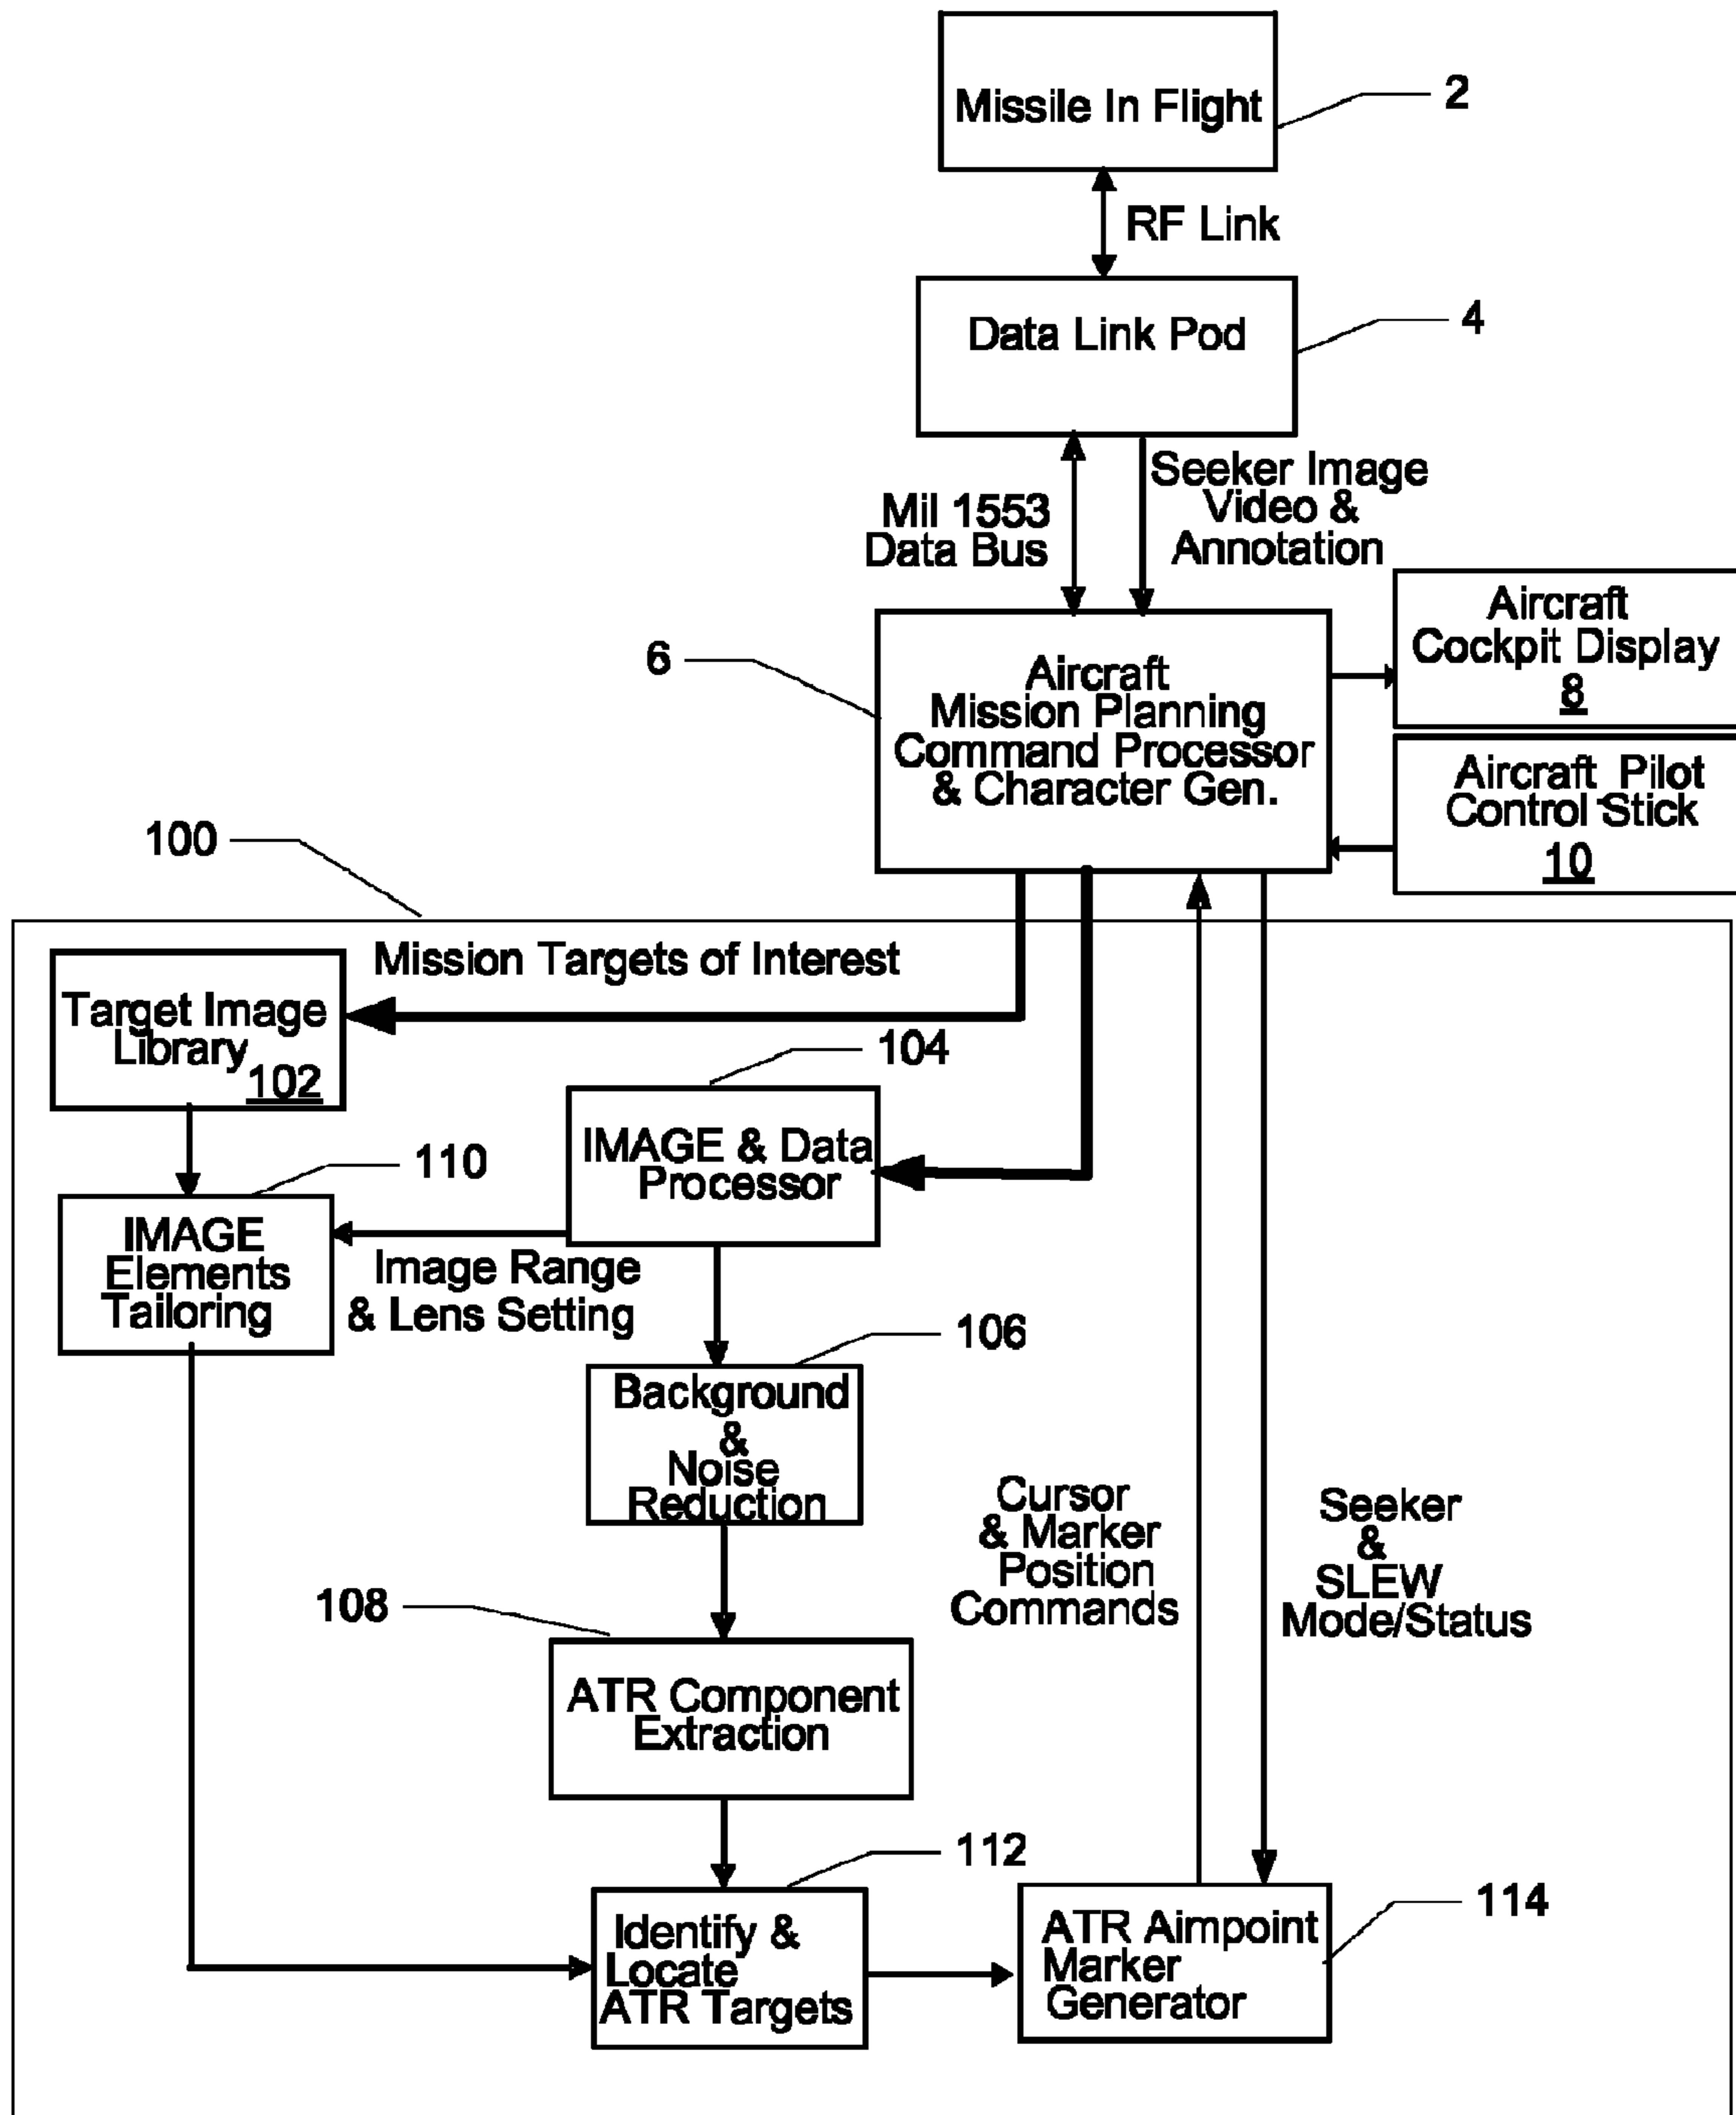 Missile In Flight
2
RF Link
Data Link Pod
4
Mil 1553
Data Bus
Seeker Image
Video &
Annotation
6
Aircraft
Mission Planning
Command Processor
& Character Gen.
Aircraft
Cockpit Display
8
Aircraft Pilot
Control Stick
10
100
Mission Targets of Interest
Target Image
Library
102
104
IMAGE & Data
Processor
110
IMAGE
Elements
Tailoring
Image Range
& Lens Setting
106
Background
&
Noise
Reduction
Cursor
& Marker
Position
Commands
Seeker
&
SLEW
Mode/Status
108
ATR Component
Extraction
112
Identify &
Locate
ATR Targets
114
ATR Aimpoint
Marker
Generator